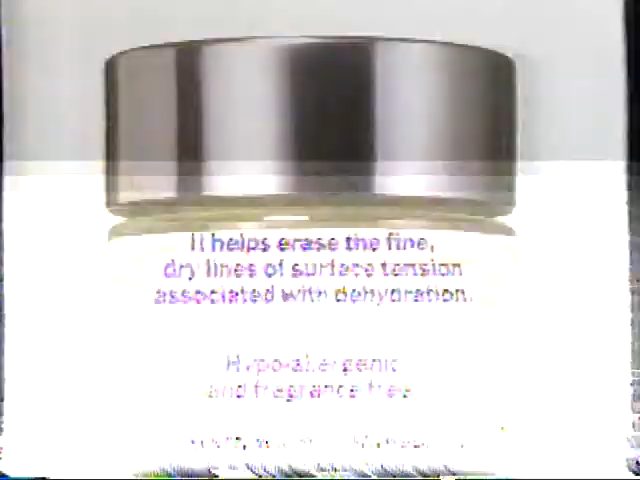 It helps erase the fine,
dry lines of surface tension
associated with dehydration.
Hypo-allergenic
and fragrance free